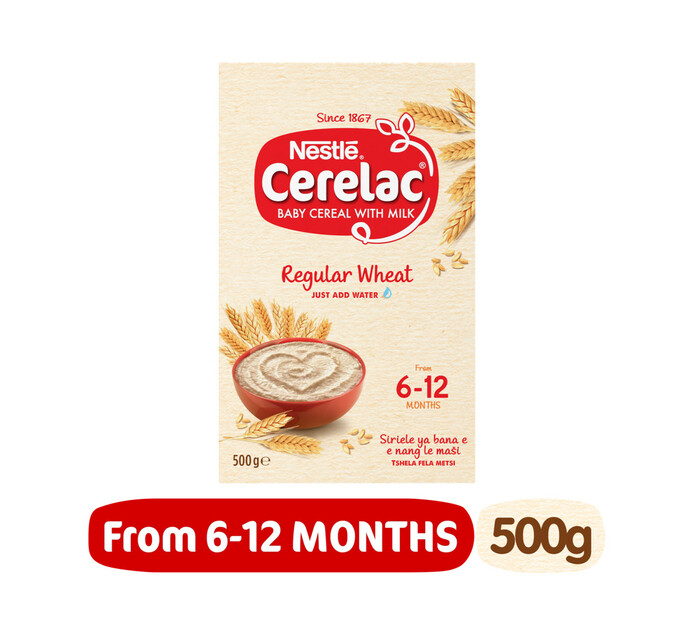 Since 1867
Nestlé®
Cerelac®
BABY CEREAL WITH MILK
Regular Wheat
JUST ADD WATER
From
6-12
MONTHS
Siriele ya bana e
e nang le maši
TSHELA FELA METSI
500g℮
From 6-12 MONTHS
500g